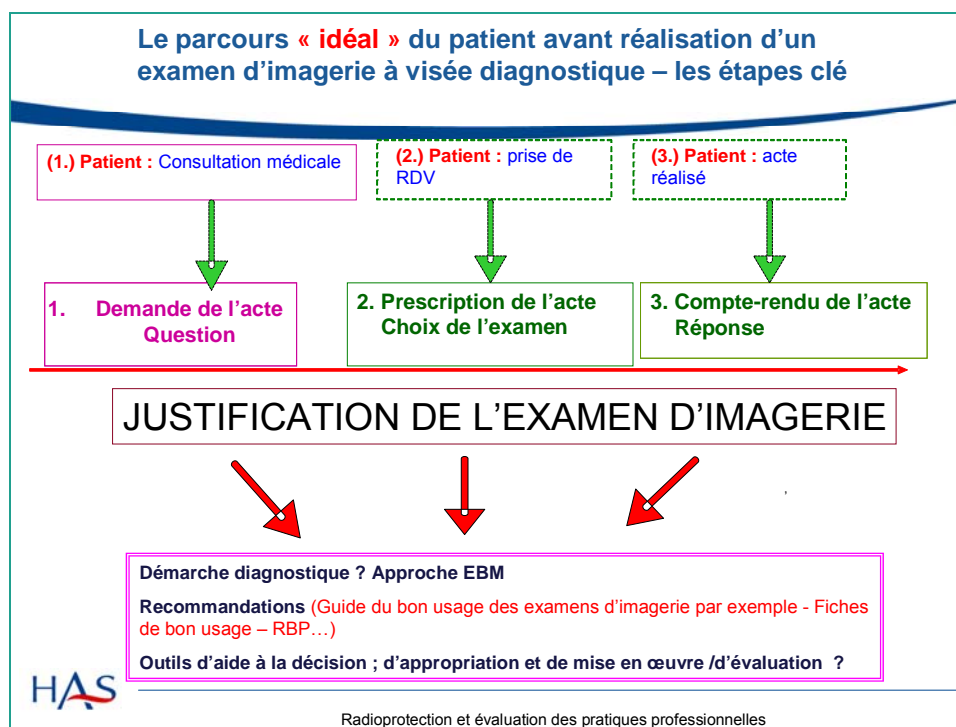 Le parcours « idéal » du patient avant réalisation d’un
examen d’imagerie à visée diagnostique – les étapes clé
(1.) Patient : Consultation médicale
(2.) Patient : prise de
RDV
(3.) Patient : acte
réalisé
1. Demande de l’acte
Question
2. Prescription de l’acte
Choix de l’examen
3. Compte-rendu de l’acte
Réponse
JUSTIFICATION DE L’EXAMEN D’IMAGERIE
Démarche diagnostique ? Approche EBM
Recommandations (Guide du bon usage des examens d’imagerie par exemple - Fiches
de bon usage – RBP…)
Outils d’aide à la décision ; d’appropriation et de mise en œuvre /d’évaluation ?
HAS
Radioprotection et évaluation des pratiques professionnelles